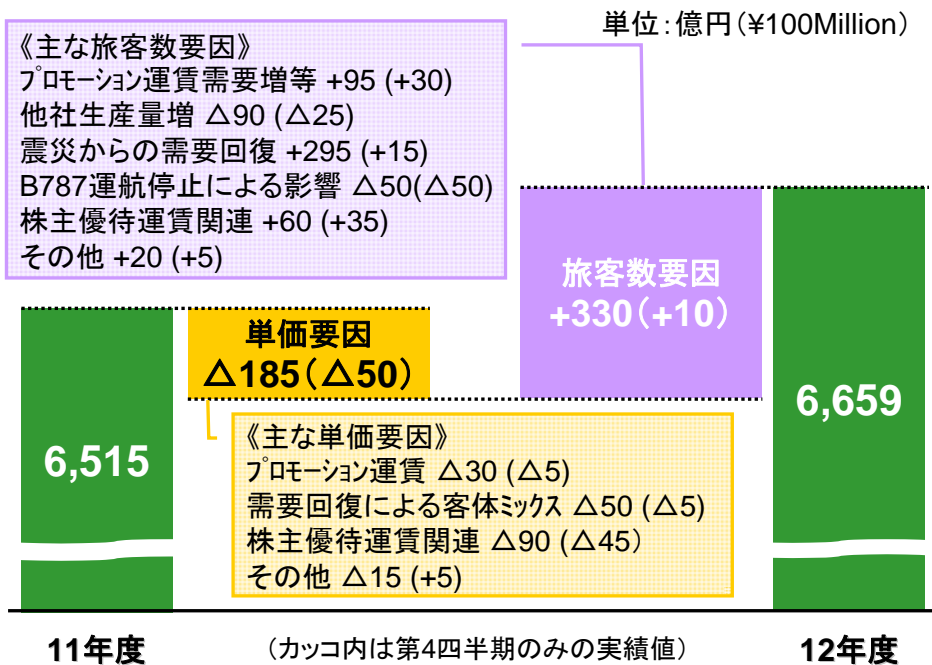 単位：億円（¥100Million）
《主な旅客数要因》
プロモーション運賃需要増等 +95 (+30)
他社生産量増 △90 (△25)
震災からの需要回復 +295 (+15)
B787運航停止による影響 △50(△50)
株主優待運賃関連 +60 (+35)
その他 +20 (+5)
旅客数要因
+330（+10）
単価要因
△185（△50）
6,515
6,659
《主な単価要因》
プロモーション運賃 △30 (△5)
需要回復による客体ミックス △50 (△5)
株主優待運賃関連 △90 (△45）
その他 △15 (+5)
11年度
（カッコ内は第4四半期のみの実績値）
12年度